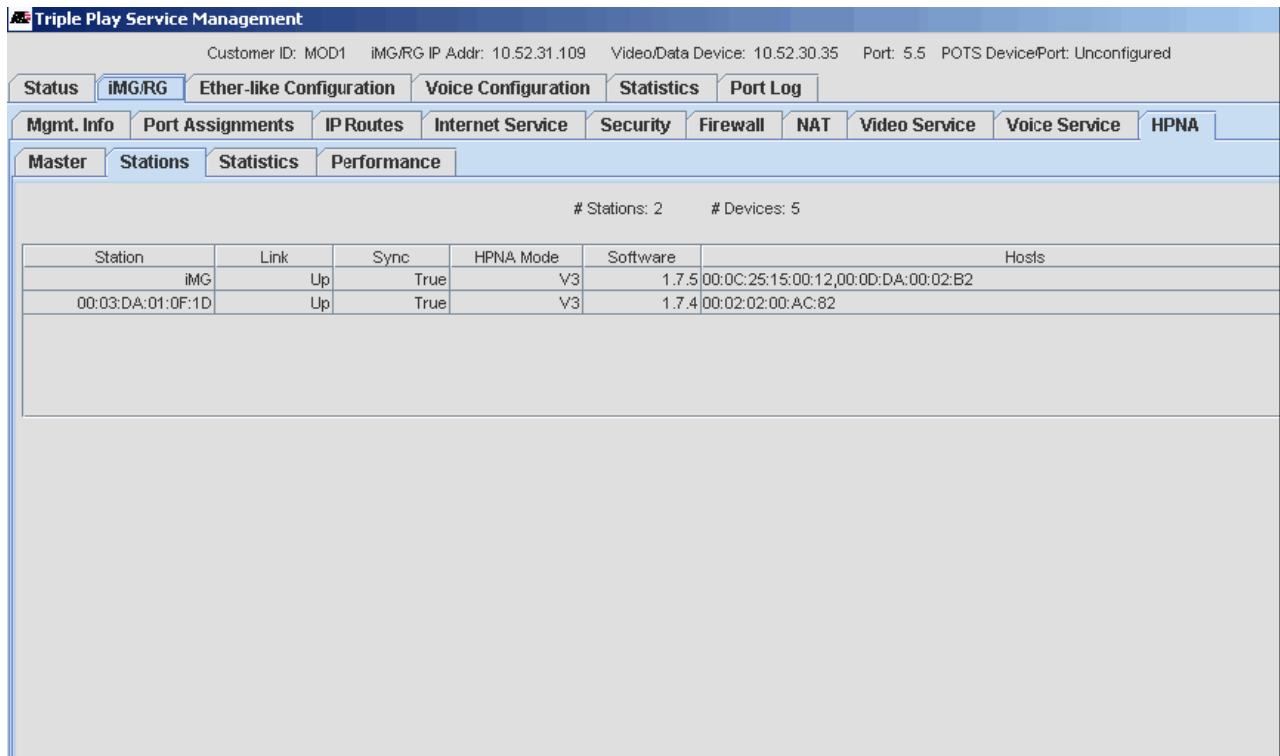 Triple Play Service Management
Customer ID: MOD1 iMG/RG IP Addr: 10.52.31.109 Video/Data Device: 10.52.30.35 Port: 5.5 POTS Device/Port: Unconfigured
Status iMG/RG Ether-like Configuration Voice Configuration Statistics Port Log
Mgmt. Info Port Assignments IP Routes Internet Service Security Firewall NAT Video Service Voice Service HPNA
Master Stations Statistics Performance
# Stations: 2 # Devices: 5
Station Link Sync HPNA Mode Software Hosts
iMG Up True V3 1.7.5 00:0C:25:15:00:12,00:0D:DA:00:02:B2
00:03:DA:01:0F:1D Up True V3 1.7.4 00:02:02:00:AC:82